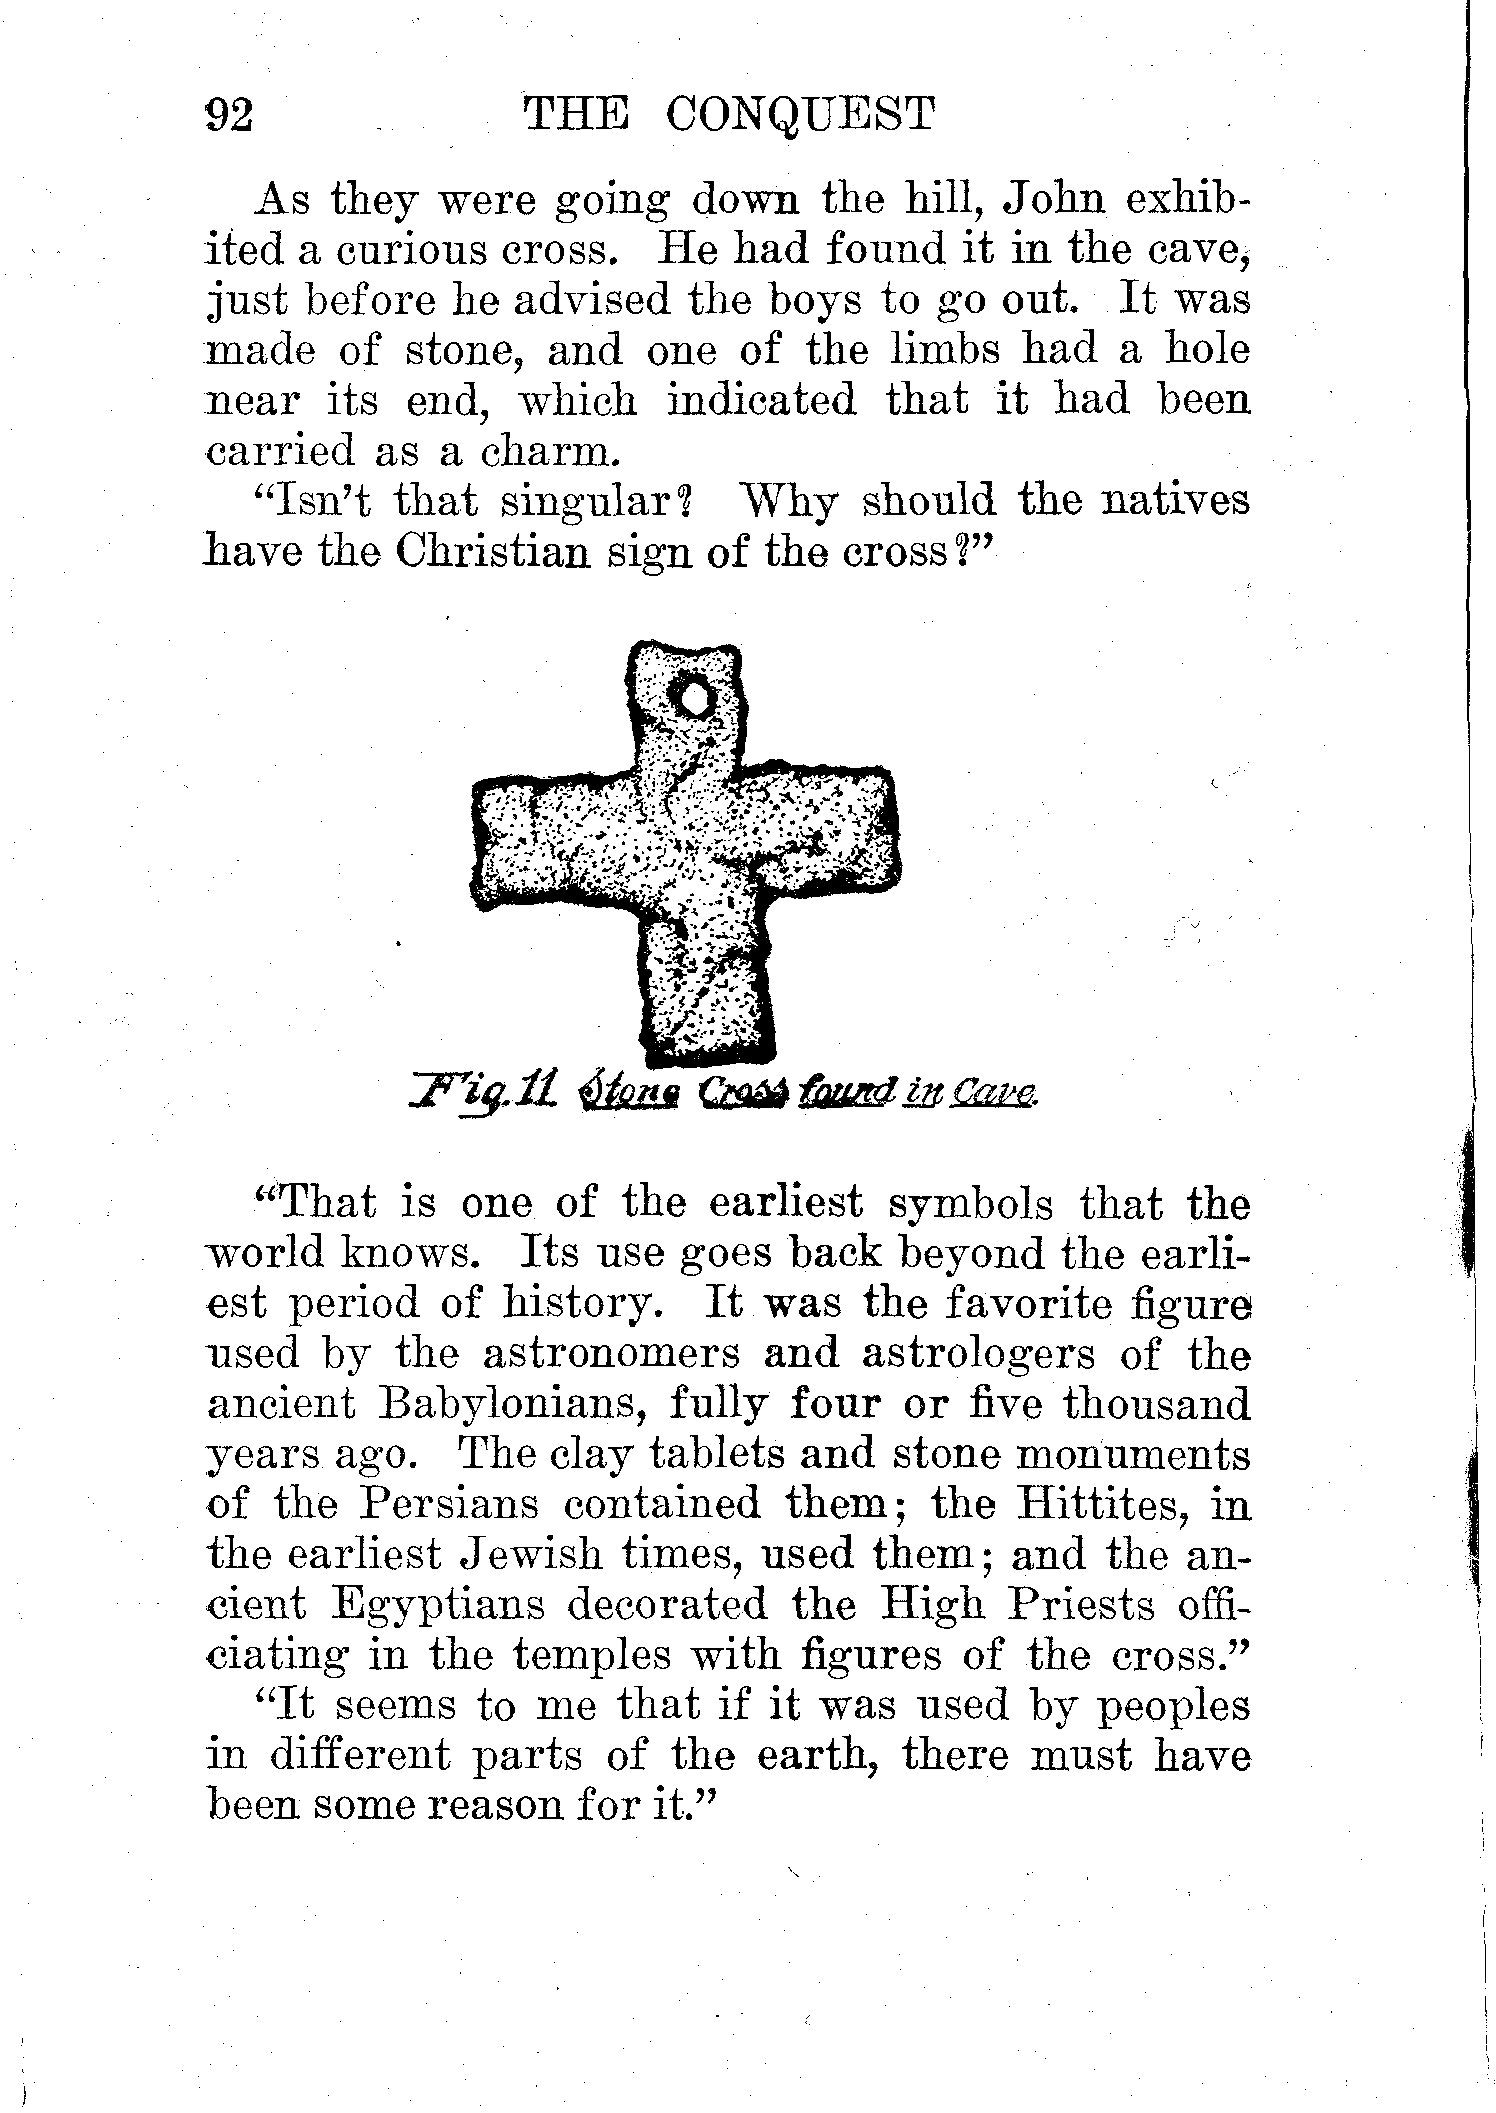 92 THE CONQUEST
As they were going down the hill, John exhib-
ited a curious cross. He had found it in the cave,
just before he advised the boys to go out. It was
made of stone, and one of the limbs had a hole
near its end, which indicated that it had been
carried as a charm.
“Isn’t that singular? Why should the natives
have the Christian sign of the cross?”
Fig. 11. Stone Cross found in Cave.
“That is one of the earliest symbols that the
world knows. Its use goes back beyond the earli-
est period of history. It was the favorite figure
used by the astronomers and astrologers of the
ancient Babylonians, fully four or five thousand
years ago. The clay tablets and stone monuments
of the Persians contained them; the Hittites, in
the earliest Jewish times, used them; and the an-
cient Egyptians decorated the High Priests offi-
ciating in the temples with figures of the cross.”
“It seems to me that if it was used by peoples
in different parts of the earth, there must have
been some reason for it.”